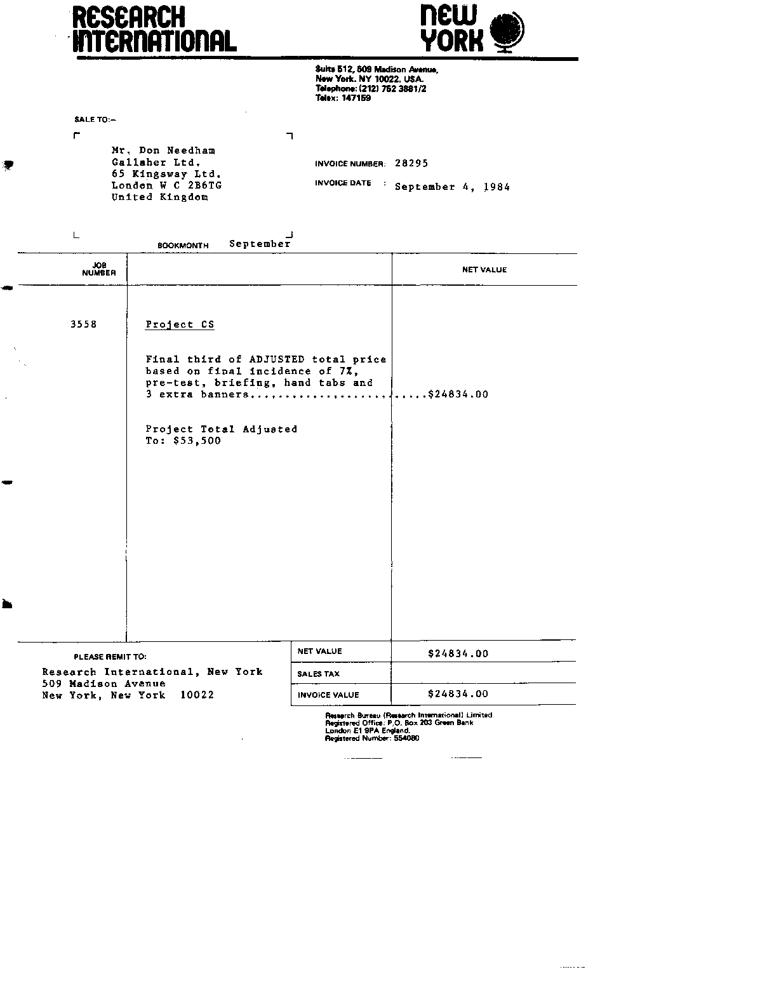 RESEARCH
INTERNATIONAL
NEW
YORK
Suite 512, 509 Madison Avenue,
New York. NY 10022. USA.
Telephone: (212) 752 3881/2
Telex: 147159
SALE TO:–
Mr. Don Needham
Gallaher Ltd.
65 Kingsway Ltd.
London W C 2B6TG
United Kingdom
INVOICE NUMBER: 28295
INVOICE DATE : September 4, 1984
BOOKMONTH September
JOB
NUMBER
NET VALUE
3558 Project CS
Final third of ADJUSTED total price
based on final incidence of 7%,
pre-test, briefing, hand tabs and
3 extra banners..........................$24834.00
Project Total Adjusted
To: $53,500
PLEASE REMIT TO:
Research International, New York
509 Madison Avenue
New York, New York 10022
NET VALUE $24834.00
SALES TAX
INVOICE VALUE $24834.00
Research Bureau (Research International) Limited
Registered Office: P.O. Box 203 Green Bank
London E1 9PA England.
Registered Number: 554080